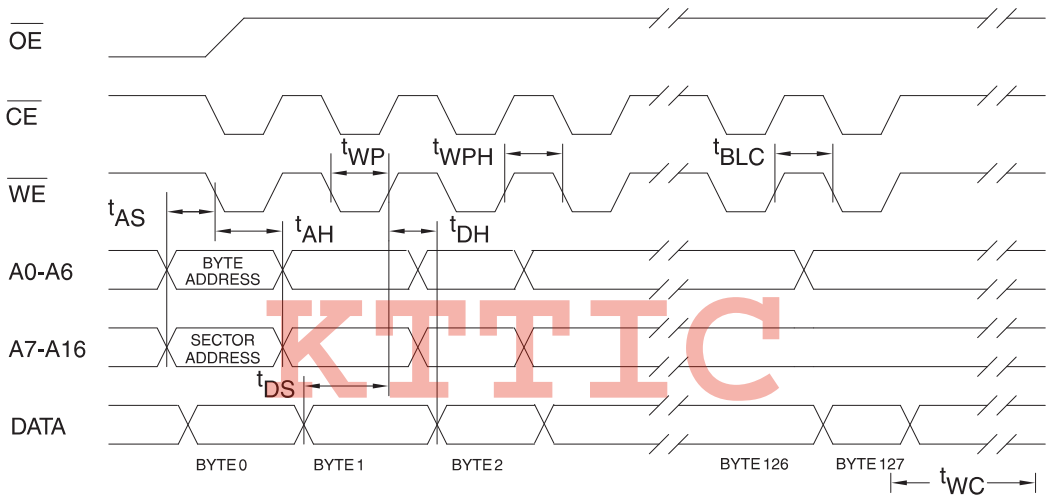 OE
CE
tWP tWPH tBLC
WE
tAS tAH tDH
A0-A6 BYTE ADDRESS
A7-A16 SECTOR ADDRESS
KTTIC
tDS
DATA
BYTE 0 BYTE 1 BYTE 2 BYTE 126 BYTE 127
tWC